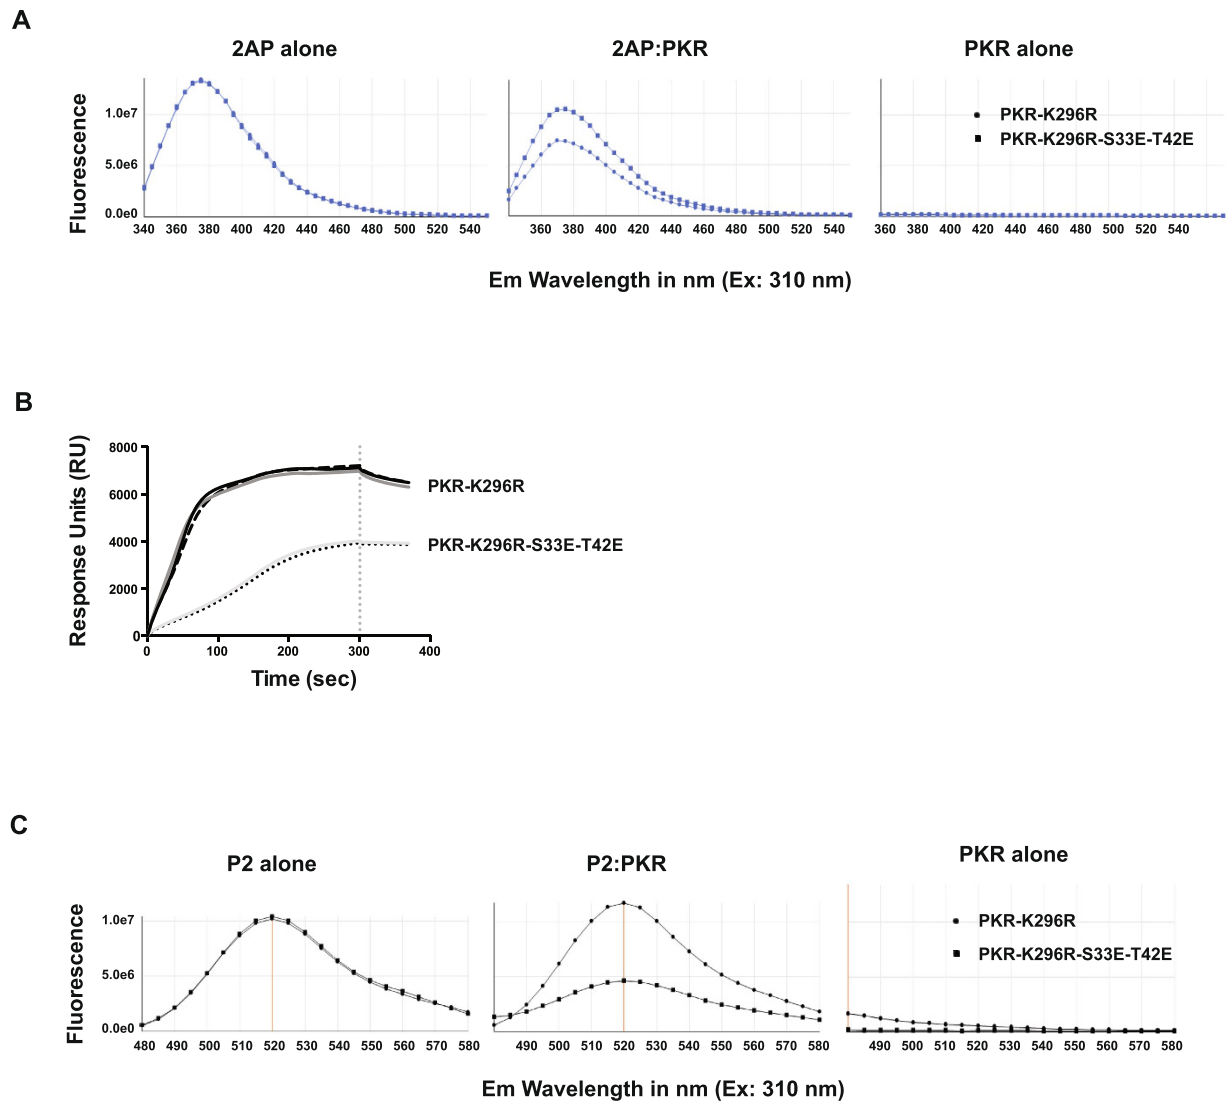 A
2AP alone
2AP:PKR
PKR alone
Fluorescence
1.0e7
5.0e6
0.0e0
PKR-K296R
PKR-K296R-S33E-T42E
340 360 380 400 420 440 460 480 500 520 540
360 380 400 420 440 460 480 500 520 540
360 380 400 420 440 460 480 500 520 540
Em Wavelength in nm (Ex: 310 nm)
B
Response Units (RU)
8000
6000
4000
2000
0
PKR-K296R
PKR-K296R-S33E-T42E
0 100 200 300 400
Time (sec)
C
P2 alone
P2:PKR
PKR alone
Fluorescence
1.0e7
5.0e6
0.0e0
PKR-K296R
PKR-K296R-S33E-T42E
480 490 500 510 520 530 540 550 560 570 580
490 500 510 520 530 540 550 560 570 580
490 500 510 520 530 540 550 560 570 580
Em Wavelength in nm (Ex: 310 nm)